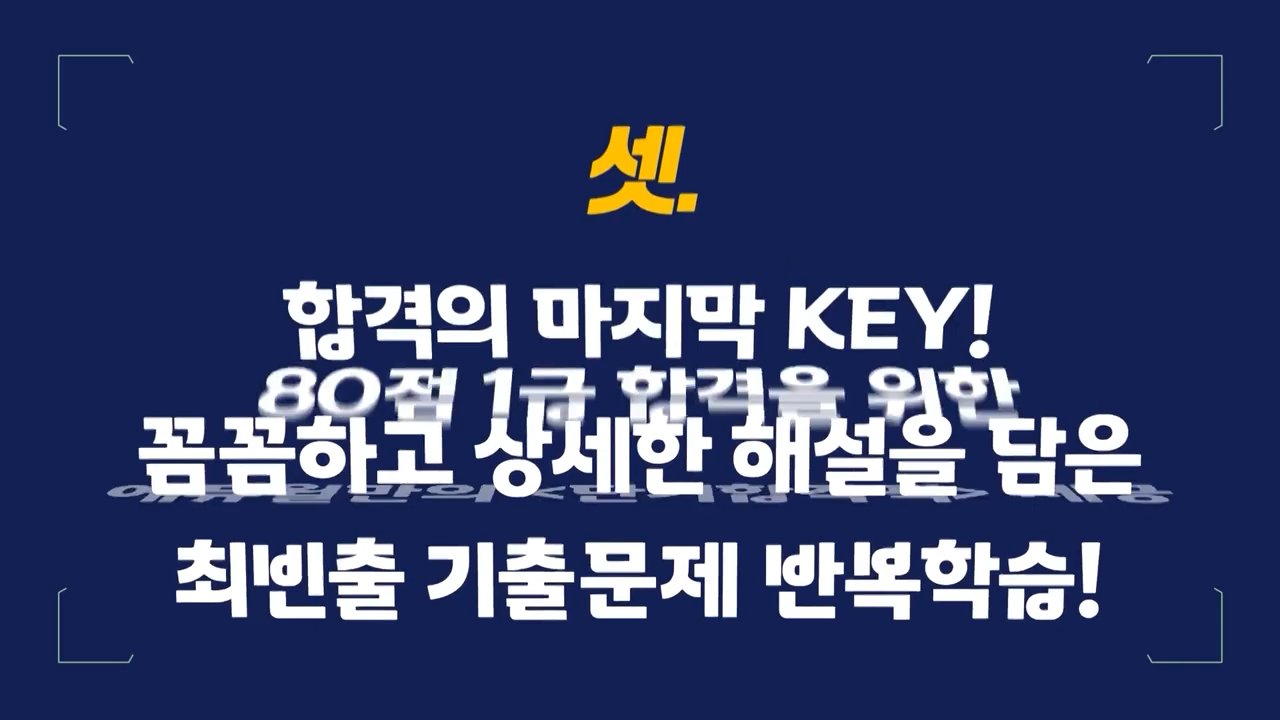 셋.
합격의 마지막 KEY!
80점 1급 합격을 위한
꼼꼼하고 상세한 해설을 담은
최빈출 기출문제 반복학습!